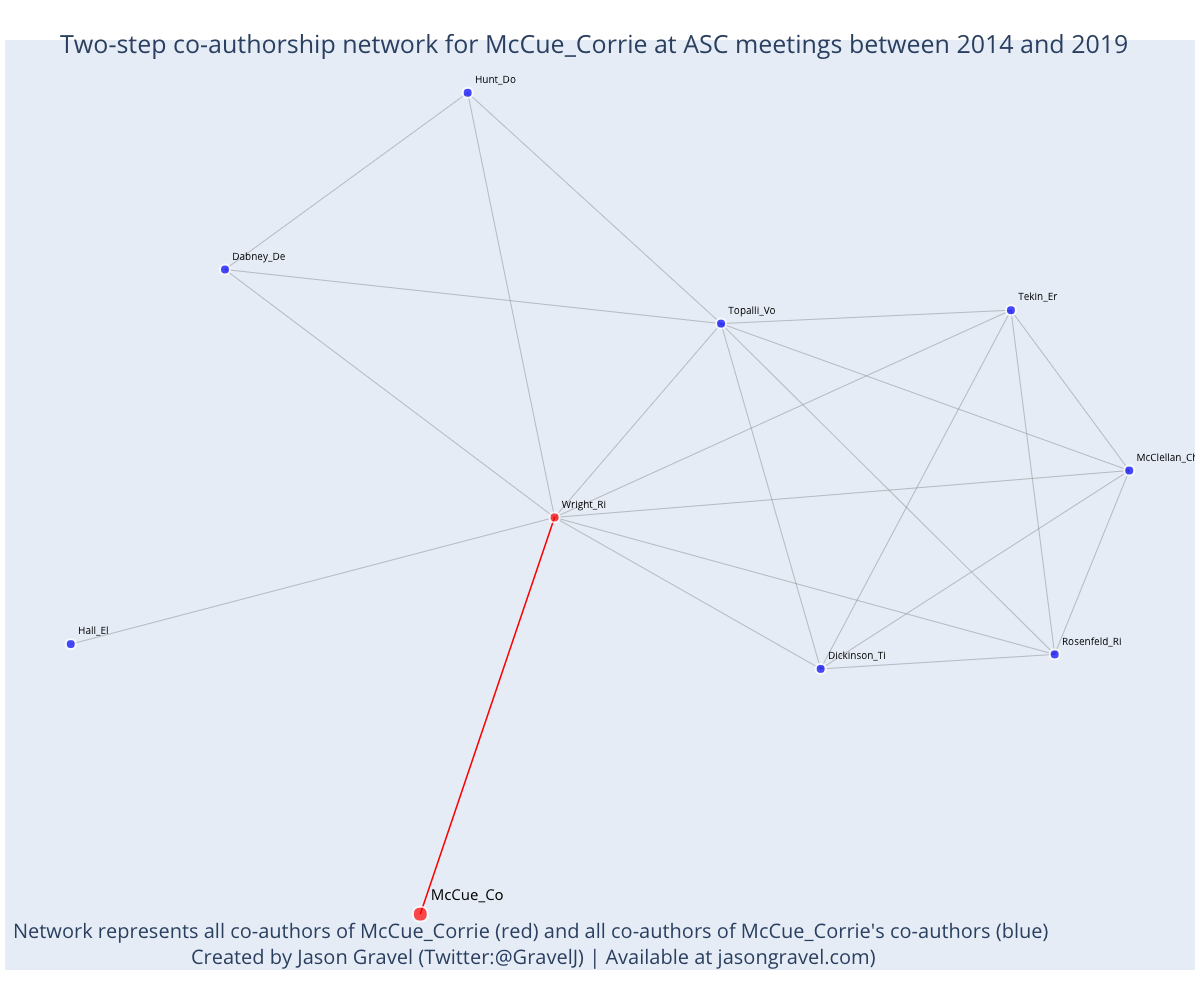 Two-step co-authorship network for McCue_Corrie at ASC meetings between 2014 and 2019
Hunt_Do
Dabney_De
Tekin_Er
Topalli_Vo
McClellan_Ch
Wright_Ri
Hall_El
Rosenfeld_Ri
Dickinson_Ti
McCue_Co
Network represents all co-authors of McCue_Corrie (red) and all co-authors of McCue_Corrie's co-authors (blue)
Created by Jason Gravel (Twitter:@GravelJ) | Available at jasongravel.com)